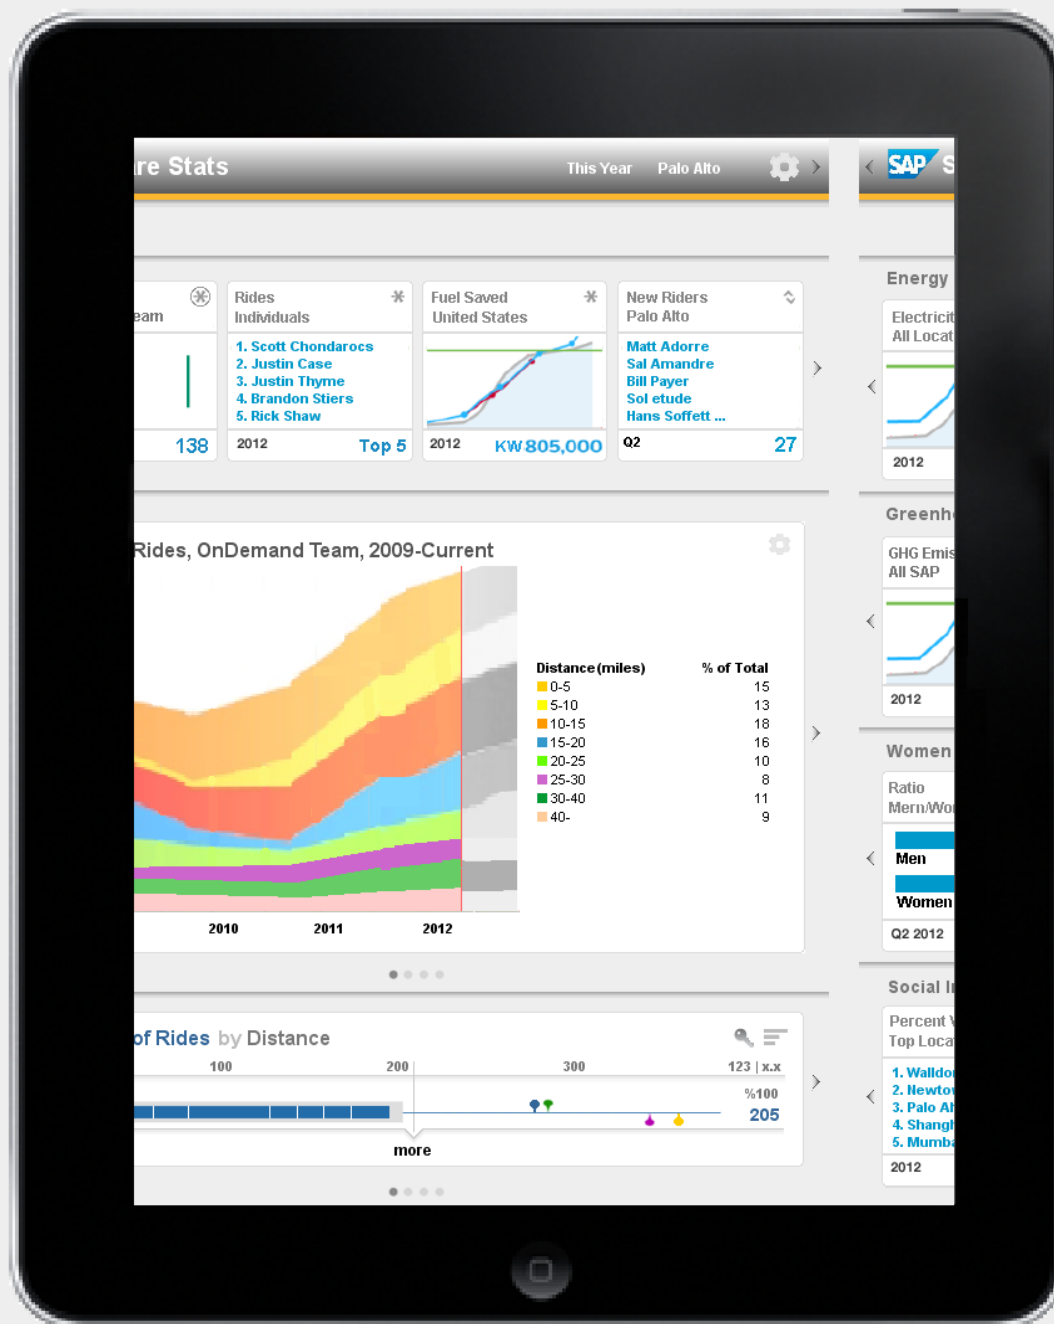 re Stats
This Year Palo Alto
SAP S
eam
138
Rides
Individuals
1. Scott Chondarocs
2. Justin Case
3. Justin Thyme
4. Brandon Stiers
5. Rick Shaw
2012 Top 5
Fuel Saved
United States
2012 KW 805,000
New Riders
Palo Alto
Matt Adorre
Sal Amandre
Bill Payer
Sol etude
Hans Soffett ...
Q2 27
Rides, OnDemand Team, 2009-Current
Distance(miles) % of Total
0-5 15
5-10 13
10-15 18
15-20 16
20-25 10
25-30 8
30-40 11
40- 9
2010 2011 2012
of Rides by Distance
100 200 300 123 | x.x
%100
205
more
Energy
Electricit
All Locat
2012
Greenh
GHG Emis
All SAP
2012
Women
Ratio
Mern/Wo
Men
Women
Q2 2012
Social I
Percent V
Top Loca
1. Walldo
2. Newto
3. Palo Al
4. Shangh
5. Mumba
2012